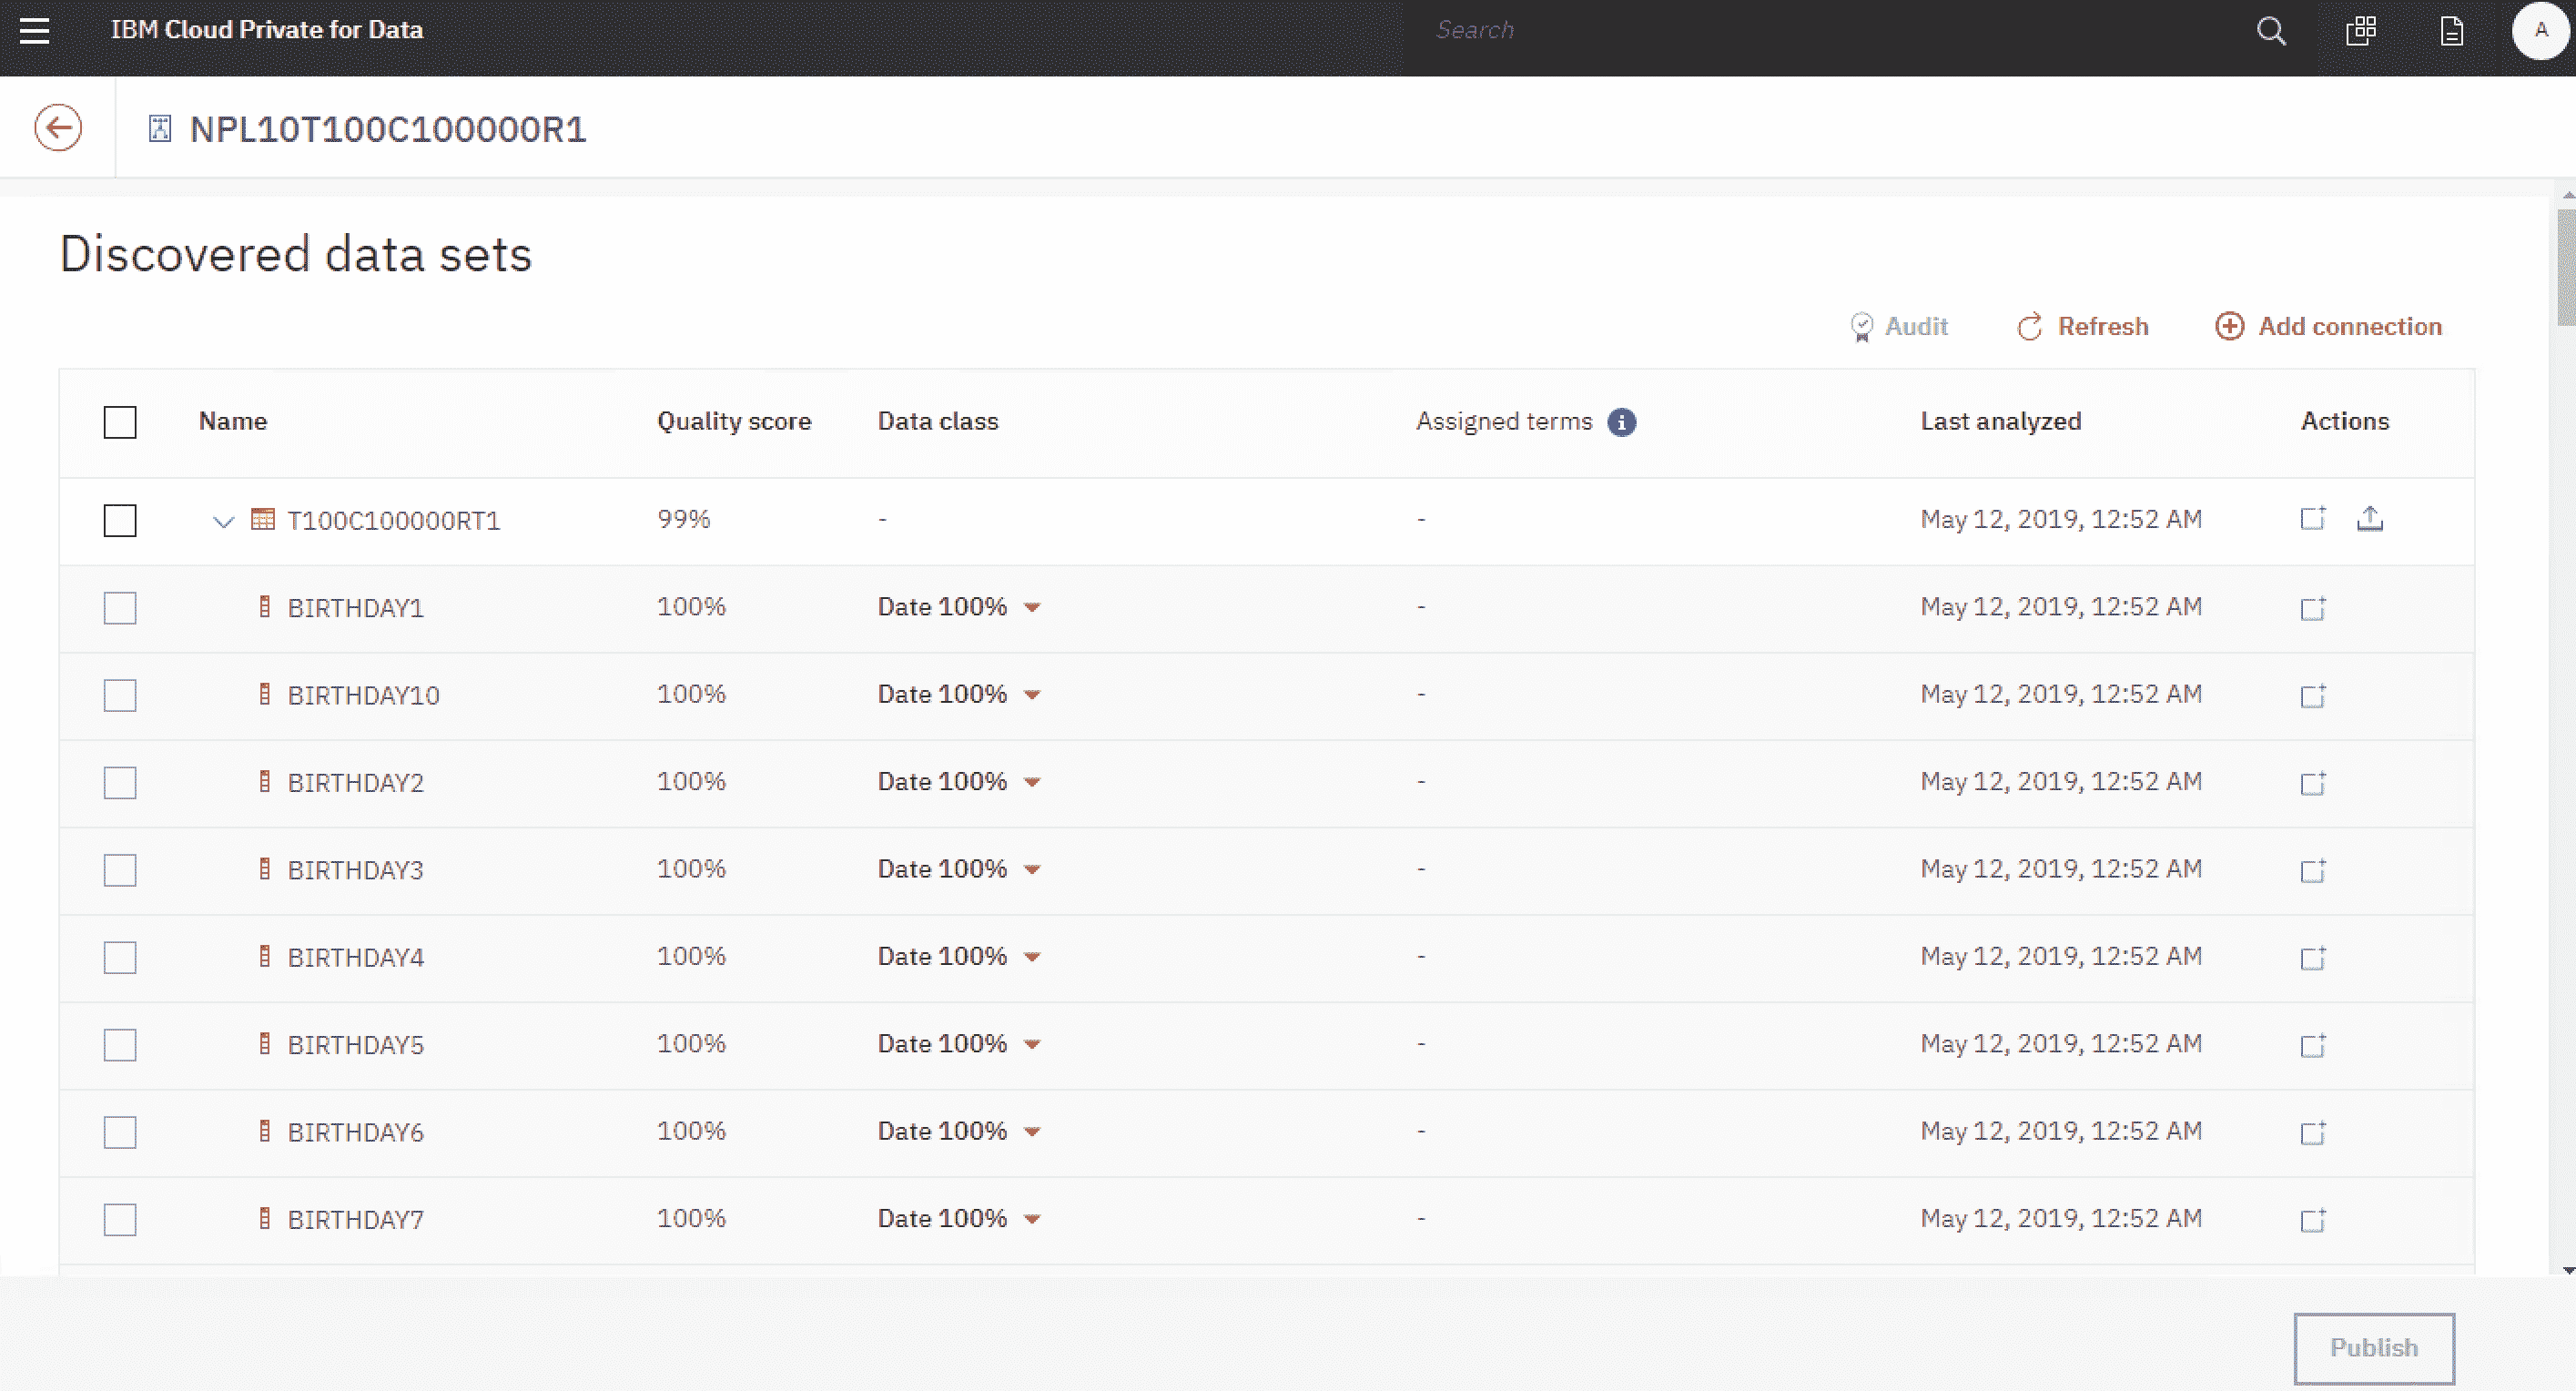 IBM Cloud Private for Data Search A
NPL10T100C100000R1
Discovered data sets
Audit Refresh Add connection
Name Quality score Data class Assigned terms i Last analyzed Actions
T100C100000RT1 99% - - May 12, 2019, 12:52 AM
BIRTHDAY1 100% Date 100% - May 12, 2019, 12:52 AM
BIRTHDAY10 100% Date 100% - May 12, 2019, 12:52 AM
BIRTHDAY2 100% Date 100% - May 12, 2019, 12:52 AM
BIRTHDAY3 100% Date 100% - May 12, 2019, 12:52 AM
BIRTHDAY4 100% Date 100% - May 12, 2019, 12:52 AM
BIRTHDAY5 100% Date 100% - May 12, 2019, 12:52 AM
BIRTHDAY6 100% Date 100% - May 12, 2019, 12:52 AM
BIRTHDAY7 100% Date 100% - May 12, 2019, 12:52 AM
Publish